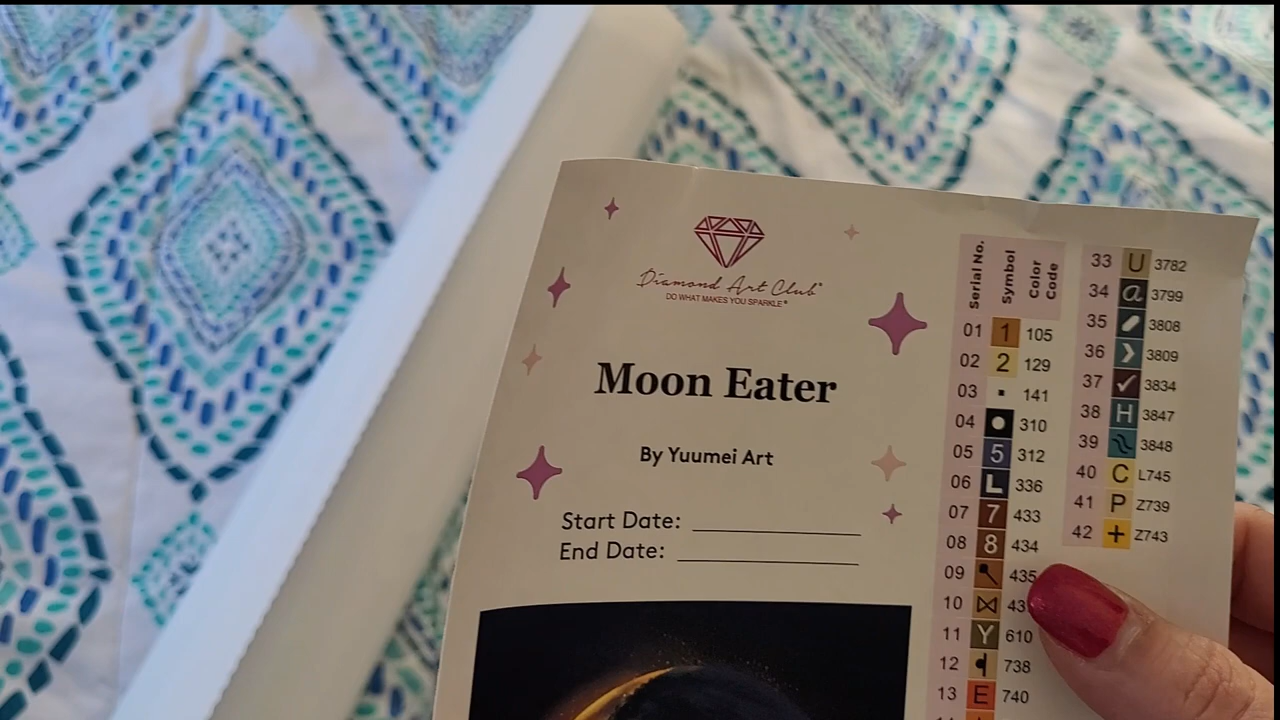 Diamond Art Club®
DO WHAT MAKES YOU SPARKLE®
Moon Eater
By Yuumei Art
Start Date: ___________
End Date: ___________
Serial No. Symbol Color Code
01 1 105
02 2 129
03 ▪ 141
04 ● 310
05 5 312
06 L 336
07 7 433
08 8 434
09 435
10 ⋈ 43
11 Y 610
12 738
13 E 740
33 U 3782
34 a 3799
35 3808
36 ❯ 3809
37 ✓ 3834
38 H 3847
39 3848
40 C L745
41 P Z739
42 + Z743